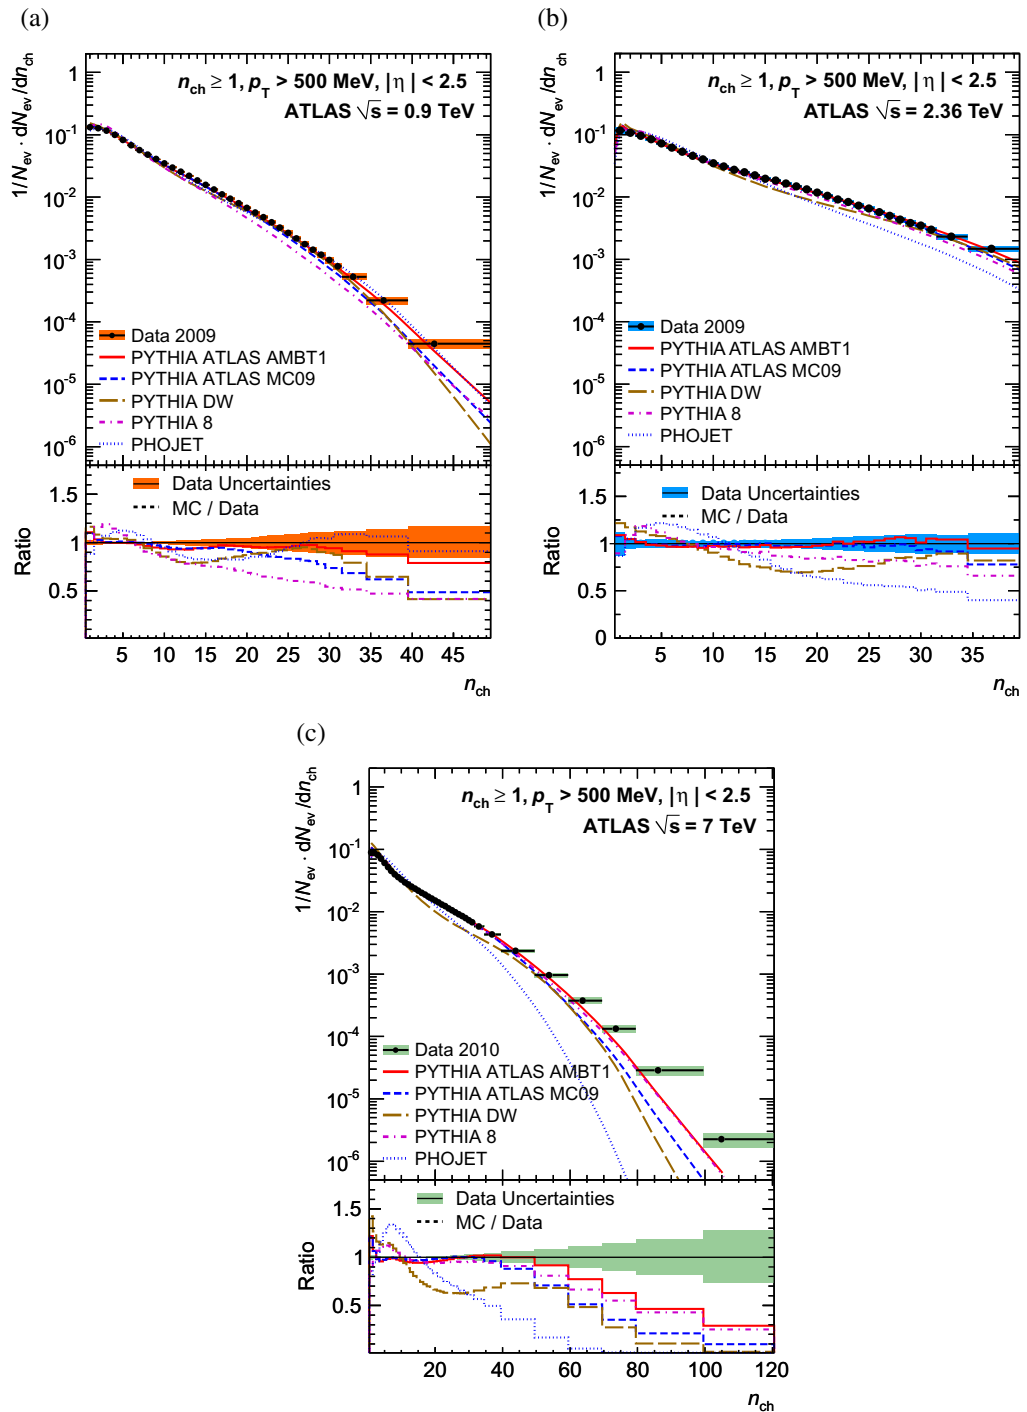 (a)
1/N_ev · dN_ev/dn_ch
n_ch ≥ 1, p_T > 500 MeV, |η| < 2.5
ATLAS √s = 0.9 TeV
1
10^-1
10^-2
10^-3
10^-4
10^-5
10^-6
Data 2009
PYTHIA ATLAS AMBT1
PYTHIA ATLAS MC09
PYTHIA DW
PYTHIA 8
PHOJET
Ratio
1.5
1
0.5
Data Uncertainties
MC / Data
5 10 15 20 25 30 35 40 45
n_ch
(b)
1/N_ev · dN_ev/dn_ch
n_ch ≥ 1, p_T > 500 MeV, |η| < 2.5
ATLAS √s = 2.36 TeV
1
10^-1
10^-2
10^-3
10^-4
10^-5
10^-6
Data 2009
PYTHIA ATLAS AMBT1
PYTHIA ATLAS MC09
PYTHIA DW
PYTHIA 8
PHOJET
Ratio
1.5
1
0.5
0
Data Uncertainties
MC / Data
5 10 15 20 25 30 35
n_ch
(c)
1/N_ev · dN_ev/dn_ch
n_ch ≥ 1, p_T > 500 MeV, |η| < 2.5
ATLAS √s = 7 TeV
1
10^-1
10^-2
10^-3
10^-4
10^-5
10^-6
Data 2010
PYTHIA ATLAS AMBT1
PYTHIA ATLAS MC09
PYTHIA DW
PYTHIA 8
PHOJET
Ratio
1.5
1
0.5
Data Uncertainties
MC / Data
20 40 60 80 100 120
n_ch